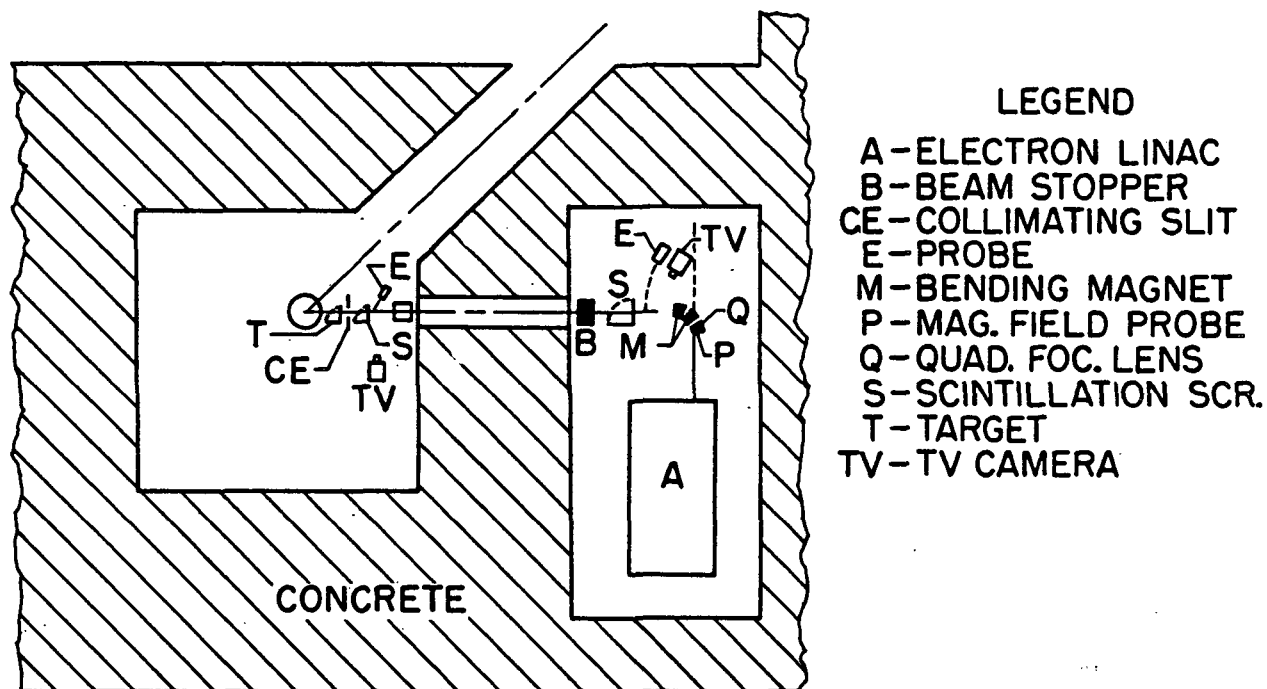 E
T
CE
TV
S
E
TV
S
B
M
Q
P
A
CONCRETE
LEGEND
A-ELECTRON LINAC
B-BEAM STOPPER
CE-COLLIMATING SLIT
E-PROBE
M-BENDING MAGNET
P-MAG. FIELD PROBE
Q-QUAD. FOC. LENS
S-SCINTILLATION SCR.
T-TARGET
TV-TV CAMERA